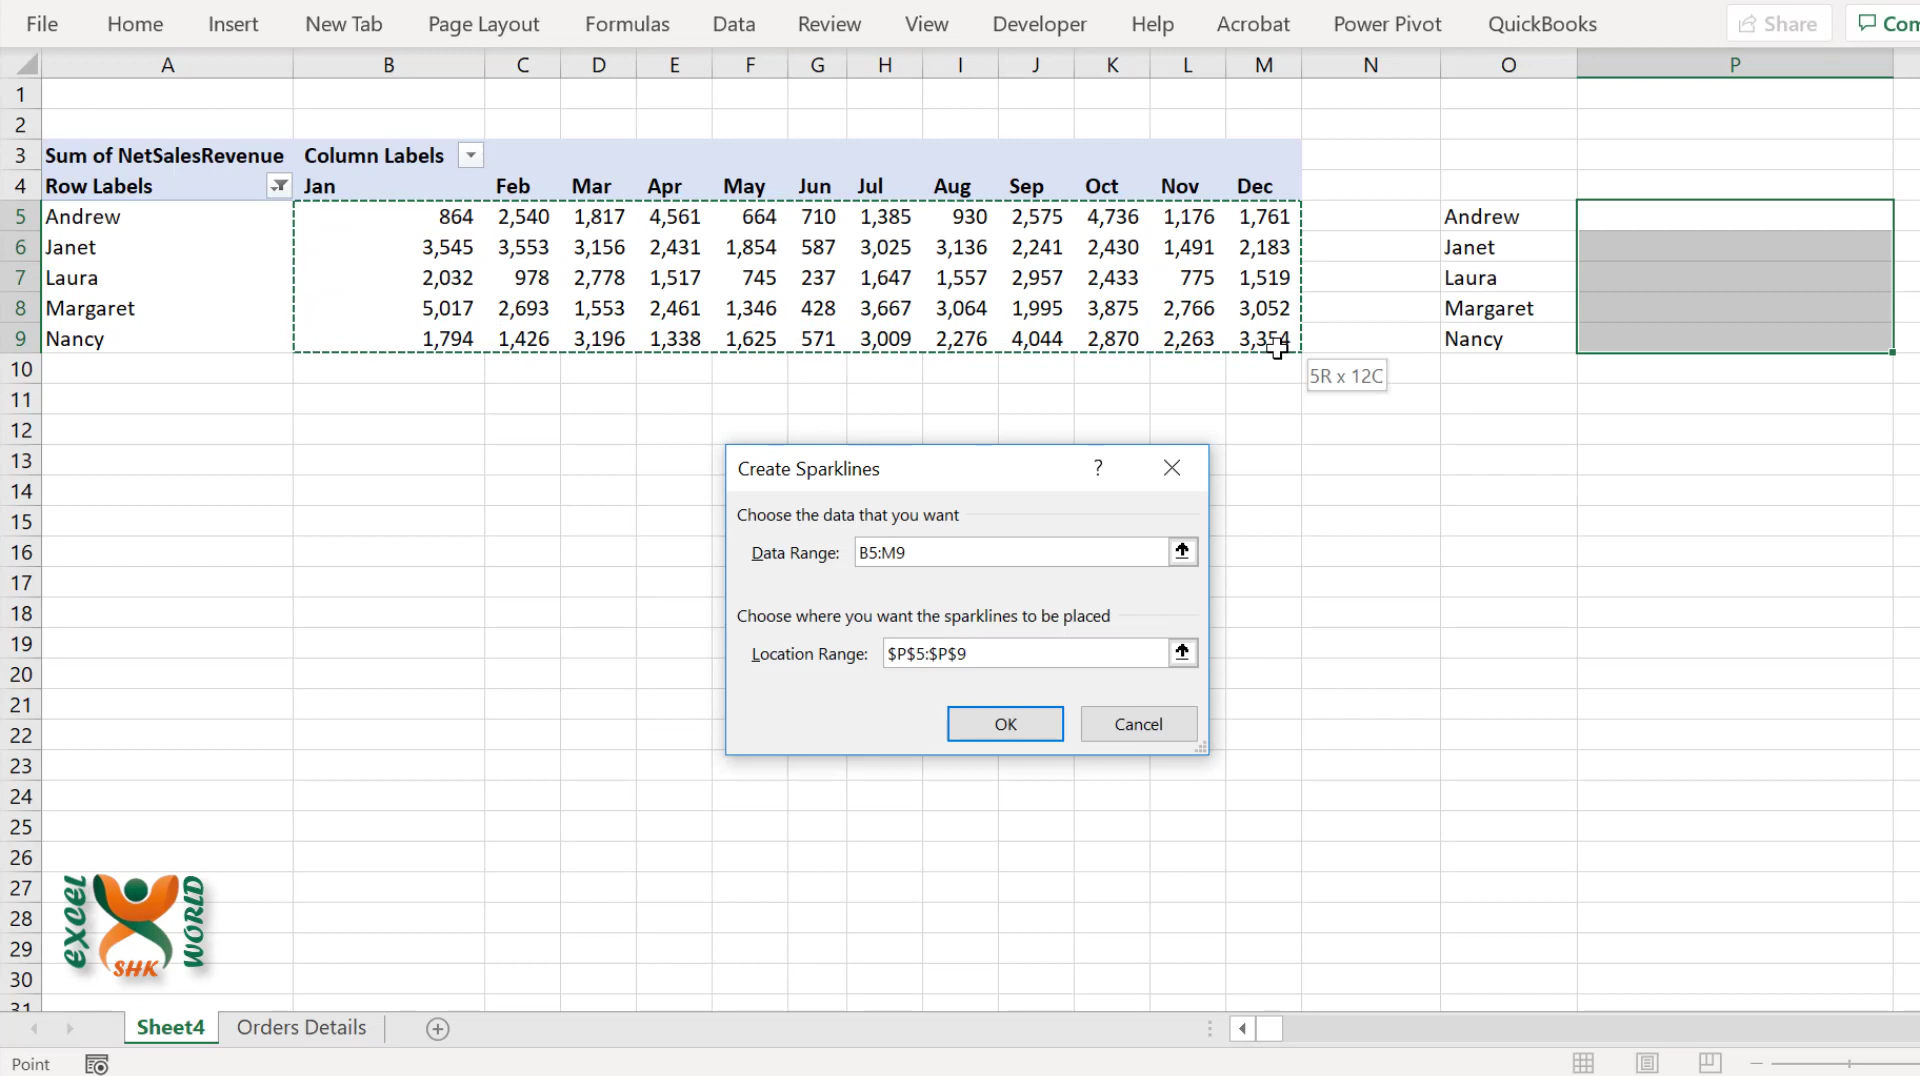 File Home Insert New Tab Page Layout Formulas Data Review View Developer Help Acrobat Power Pivot QuickBooks Share Com
A B C D E F G H I J K L M N O P
1
2
3 Sum of NetSalesRevenue Column Labels
4 Row Labels Jan Feb Mar Apr May Jun Jul Aug Sep Oct Nov Dec
5 Andrew 864 2,540 1,817 4,561 664 710 1,385 930 2,575 4,736 1,176 1,761 Andrew
6 Janet 3,545 3,553 3,156 2,431 1,854 587 3,025 3,136 2,241 2,430 1,491 2,183 Janet
7 Laura 2,032 978 2,778 1,517 745 237 1,647 1,557 2,957 2,433 775 1,519 Laura
8 Margaret 5,017 2,693 1,553 2,461 1,346 428 3,667 3,064 1,995 3,875 2,766 3,052 Margaret
9 Nancy 1,794 1,426 3,196 1,338 1,625 571 3,009 2,276 4,044 2,870 2,263 3,354 Nancy
10 5R x 12C
11
12
13 Create Sparklines ?
14
15 Choose the data that you want
16 Data Range: B5:M9
17
18 Choose where you want the sparklines to be placed
19 Location Range: $P$5:$P$9
20
21
22 OK Cancel
23
24
25
26
27
28
29
30
31
EXCEL WORLD
SHK
Sheet4 Orders Details
Point